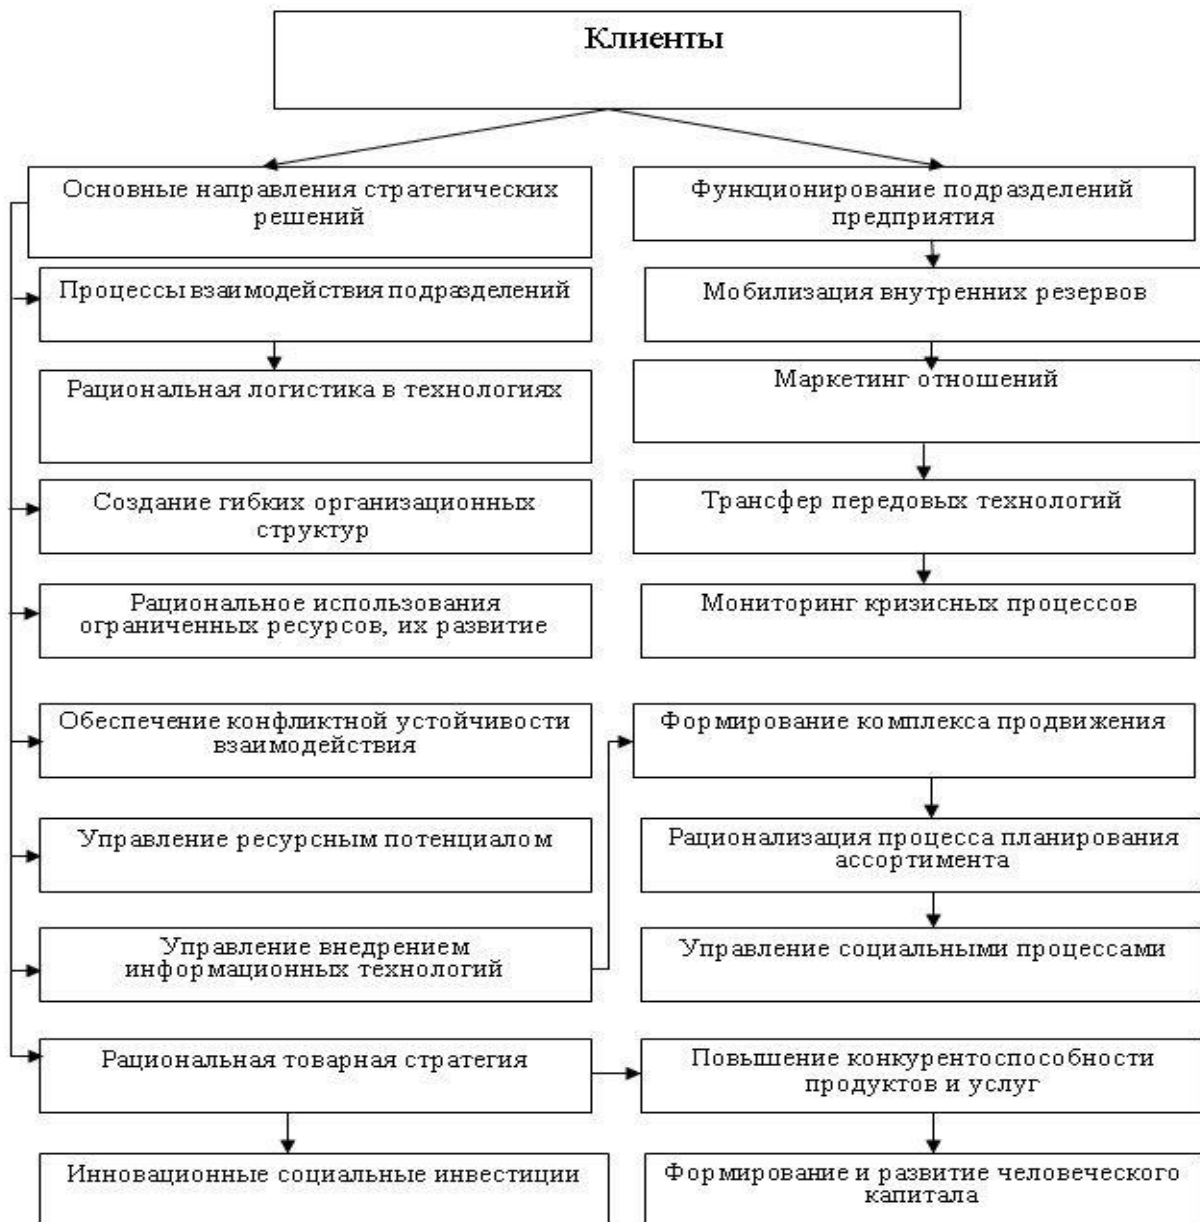 Клиенты
Основные направления стратегических
решений
Функционирование подразделений
предприятия
Процессы взаимодействия подразделений
Мобилизация внутренних резервов
Рациональная логистика в технологиях
Маркетинг отношений
Создание гибких организационных
структур
Трансфер передовых технологий
Рациональное использования
ограниченных ресурсов, их развитие
Мониторинг кризисных процессов
Обеспечение конфликтной устойчивости
взаимодействия
Формирование комплекса продвижения
Управление ресурсным потенциалом
Рационализация процесса планирования
ассортимента
Управление внедрением
информационных технологий
Управление социальными процессами
Рациональная товарная стратегия
Повышение конкурентоспособности
продуктов и услуг
Инновационные социальные инвестиции
Формирование и развитие человеческого
капитала